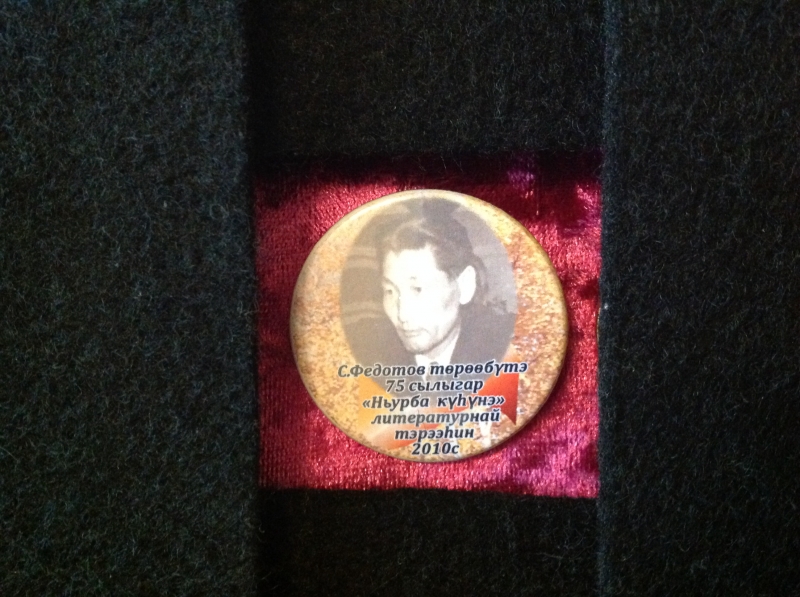 С.Федотов төрөөбүтэ
75 сылыгар
«Ньурба күһүнэ»
литературнай
тэрээһин
2010с